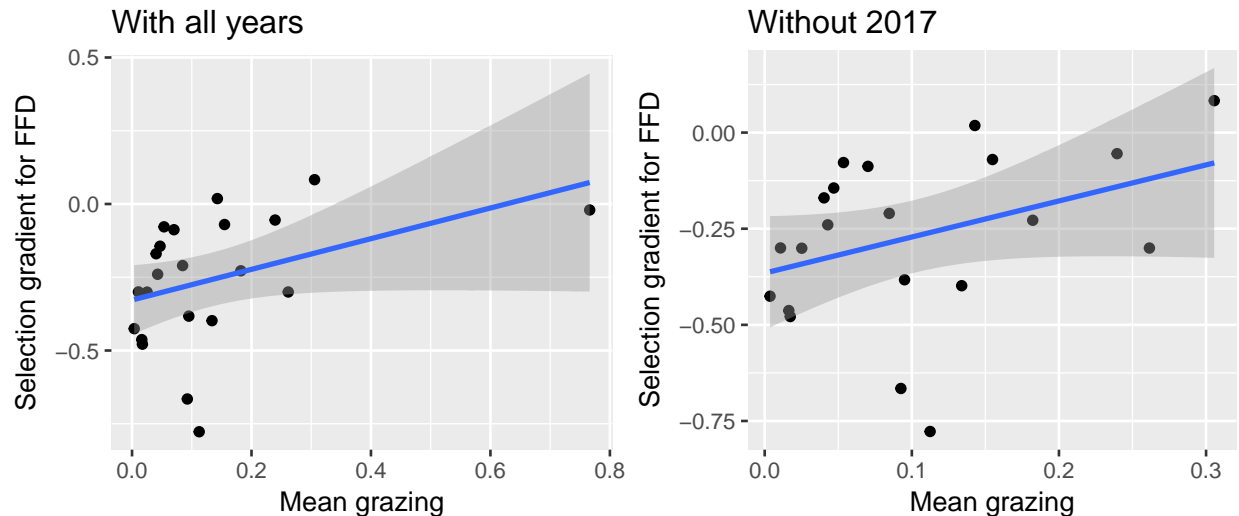 With all years
Selection gradient for FFD
0.5
0.0
−0.5
0.0
0.2
0.4
0.6
0.8
Mean grazing
Without 2017
Selection gradient for FFD
0.00
−0.25
−0.50
−0.75
0.0
0.1
0.2
0.3
Mean grazing